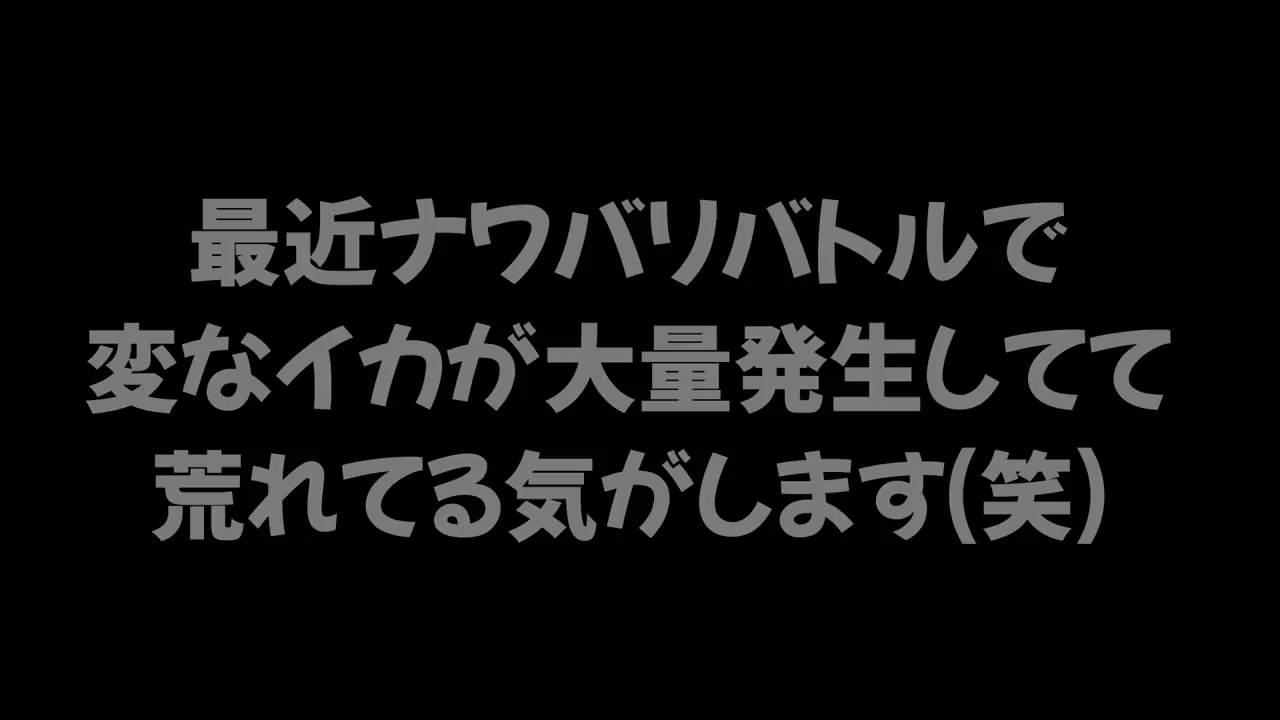 最近ナワバリバトルで
変なイカが大量発生してて
荒れてる気がします(笑)